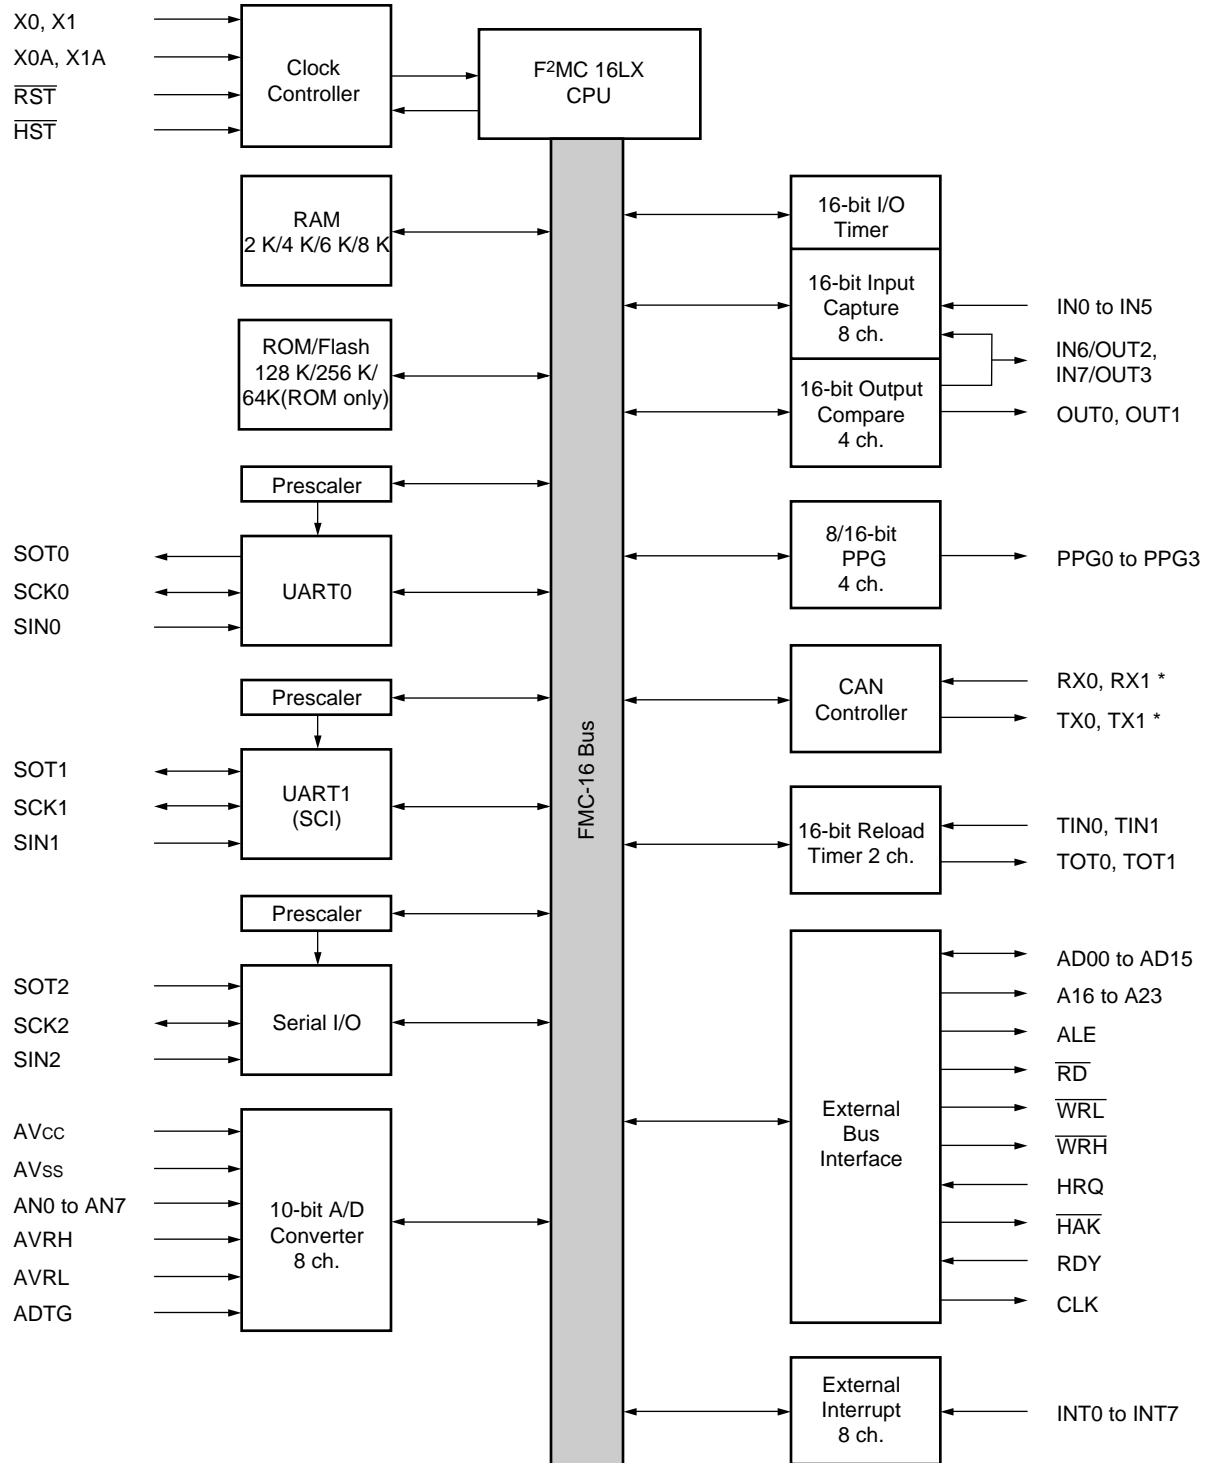 X0, X1
X0A, X1A
RST
HST
Clock
Controller
F²MC 16LX
CPU
RAM
2 K/4 K/6 K/8 K
ROM/Flash
128 K/256 K/
64K(ROM only)
Prescaler
SOT0
SCK0
SIN0
UART0
Prescaler
SOT1
SCK1
SIN1
UART1
(SCI)
Prescaler
SOT2
SCK2
SIN2
Serial I/O
AVcc
AVss
AN0 to AN7
AVRH
AVRL
ADTG
10-bit A/D
Converter
8 ch.
FMC-16 Bus
16-bit I/O
Timer
16-bit Input
Capture
8 ch.
16-bit Output
Compare
4 ch.
IN0 to IN5
IN6/OUT2,
IN7/OUT3
OUT0, OUT1
8/16-bit
PPG
4 ch.
PPG0 to PPG3
CAN
Controller
RX0, RX1 *
TX0, TX1 *
16-bit Reload
Timer 2 ch.
TIN0, TIN1
TOT0, TOT1
External
Bus
Interface
AD00 to AD15
A16 to A23
ALE
RD
WRL
WRH
HRQ
HAK
RDY
CLK
External
Interrupt
8 ch.
INT0 to INT7